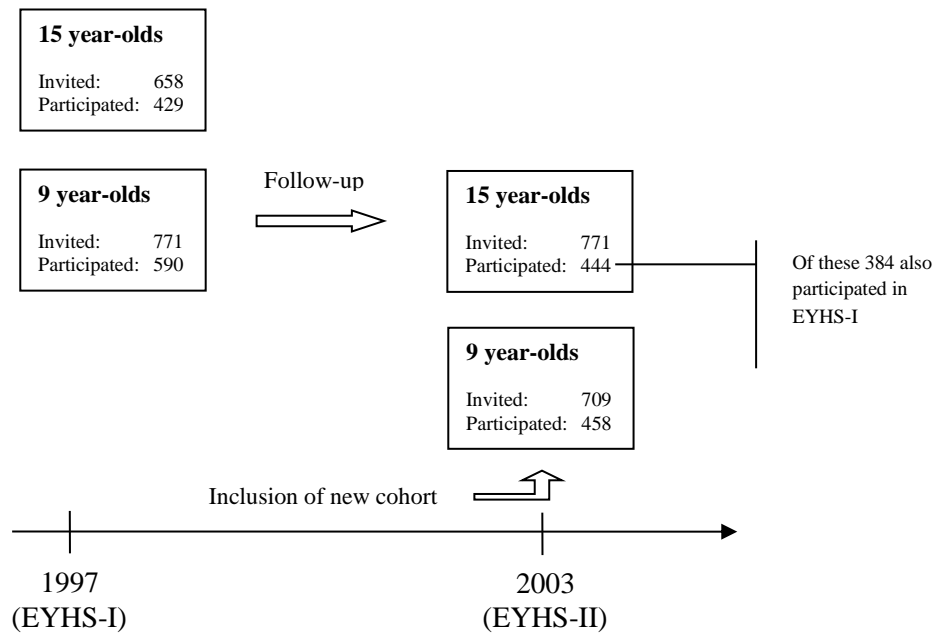 15 year-olds
Invited: 658
Participated: 429
9 year-olds
Invited: 771
Participated: 590
Follow-up
15 year-olds
Invited: 771
Participated: 444
Of these 384 also
participated in
EYHS-I
9 year-olds
Invited: 709
Participated: 458
Inclusion of new cohort
1997
(EYHS-I)
2003
(EYHS-II)